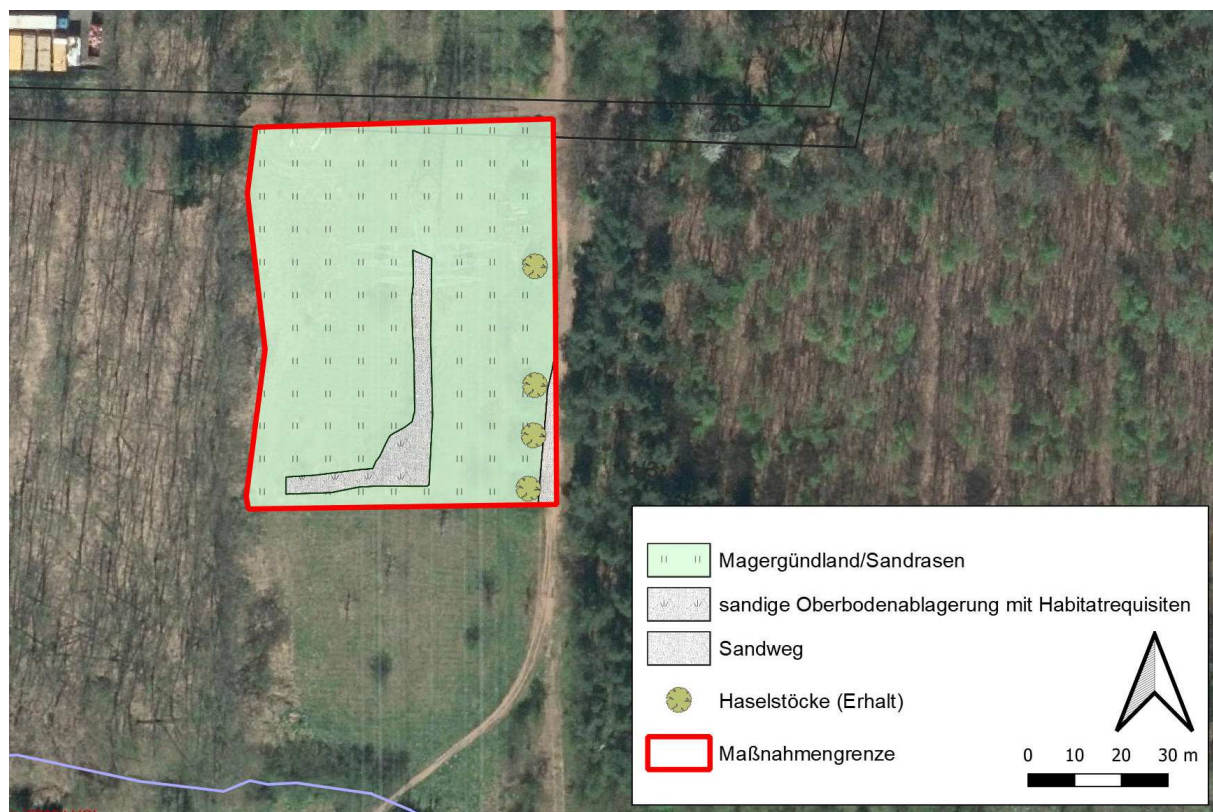 Magergündland/Sandrasen
sandige Oberbodenablagerung mit Habitatrequisiten
Sandweg
Haselstöcke (Erhalt)
Maßnahmengrenze
0 10 20 30 m